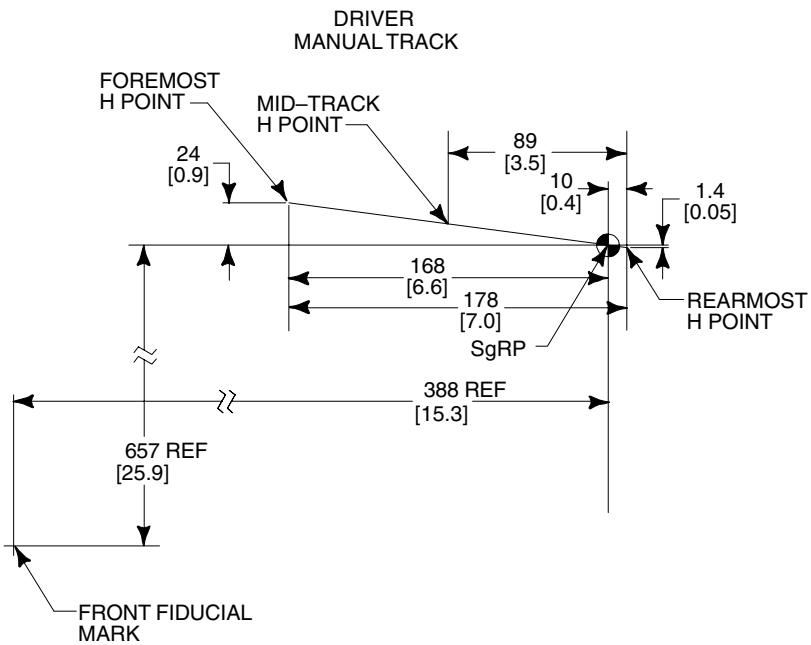 DRIVER
MANUAL TRACK
FOREMOST
H POINT
MID–TRACK
H POINT
89
[3.5]
24
[0.9]
10
[0.4]
1.4
[0.05]
168
[6.6]
178
[7.0]
REARMOST
H POINT
SgRP
388 REF
[15.3]
657 REF
[25.9]
FRONT FIDUCIAL
MARK